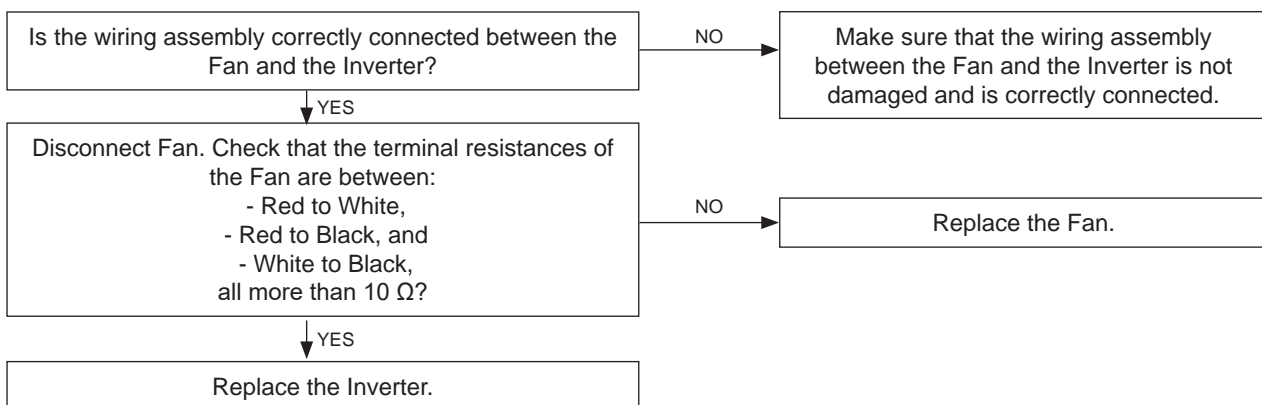 Is the wiring assembly correctly connected between the
Fan and the Inverter?
NO
Make sure that the wiring assembly
between the Fan and the Inverter is not
damaged and is correctly connected.
YES
Disconnect Fan. Check that the terminal resistances of
the Fan are between:
- Red to White,
- Red to Black, and
- White to Black,
all more than 10 Ω?
NO
Replace the Fan.
YES
Replace the Inverter.